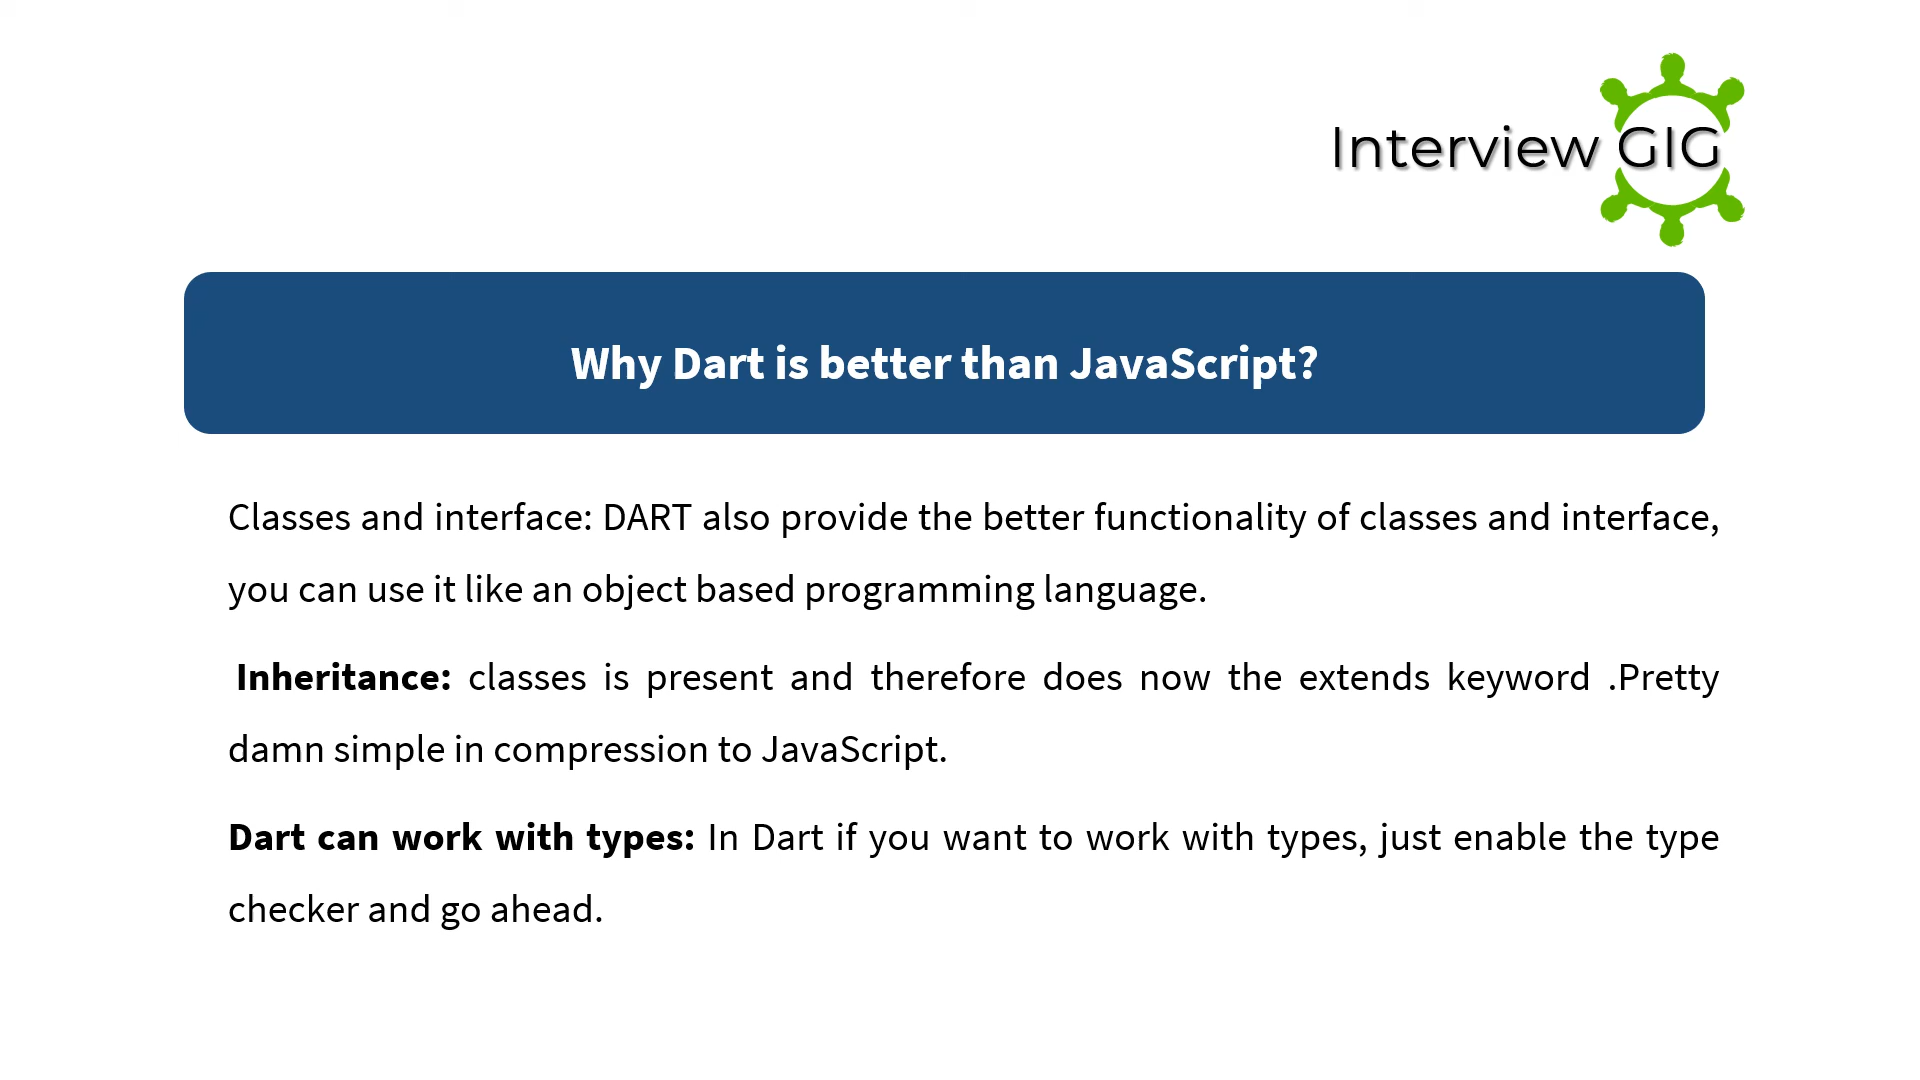 Interview GIG
Why Dart is better than JavaScript?
Classes and interface: DART also provide the better functionality of classes and interface,
you can use it like an object based programming language.
Inheritance: classes is present and therefore does now the extends keyword .Pretty
damn simple in compression to JavaScript.
Dart can work with types: In Dart if you want to work with types, just enable the type
checker and go ahead.